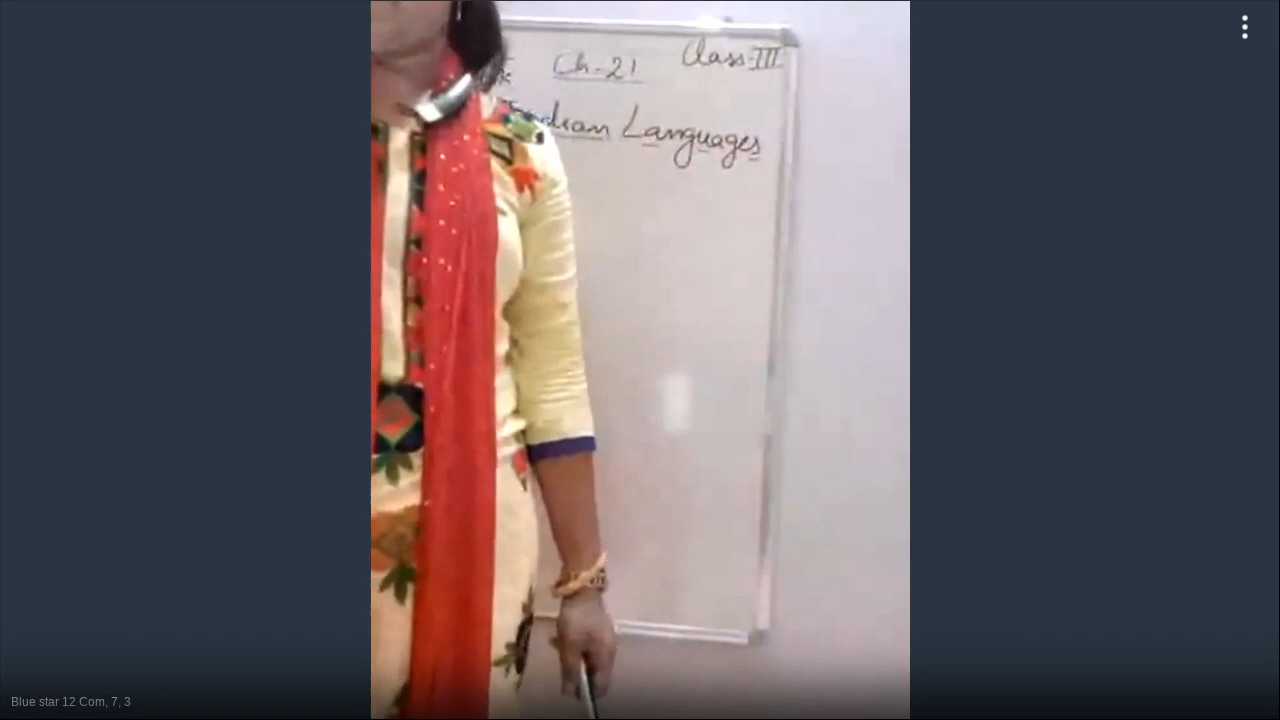 Class-III
Ch-21
Languages
Blue star 12 Com, 7, 3